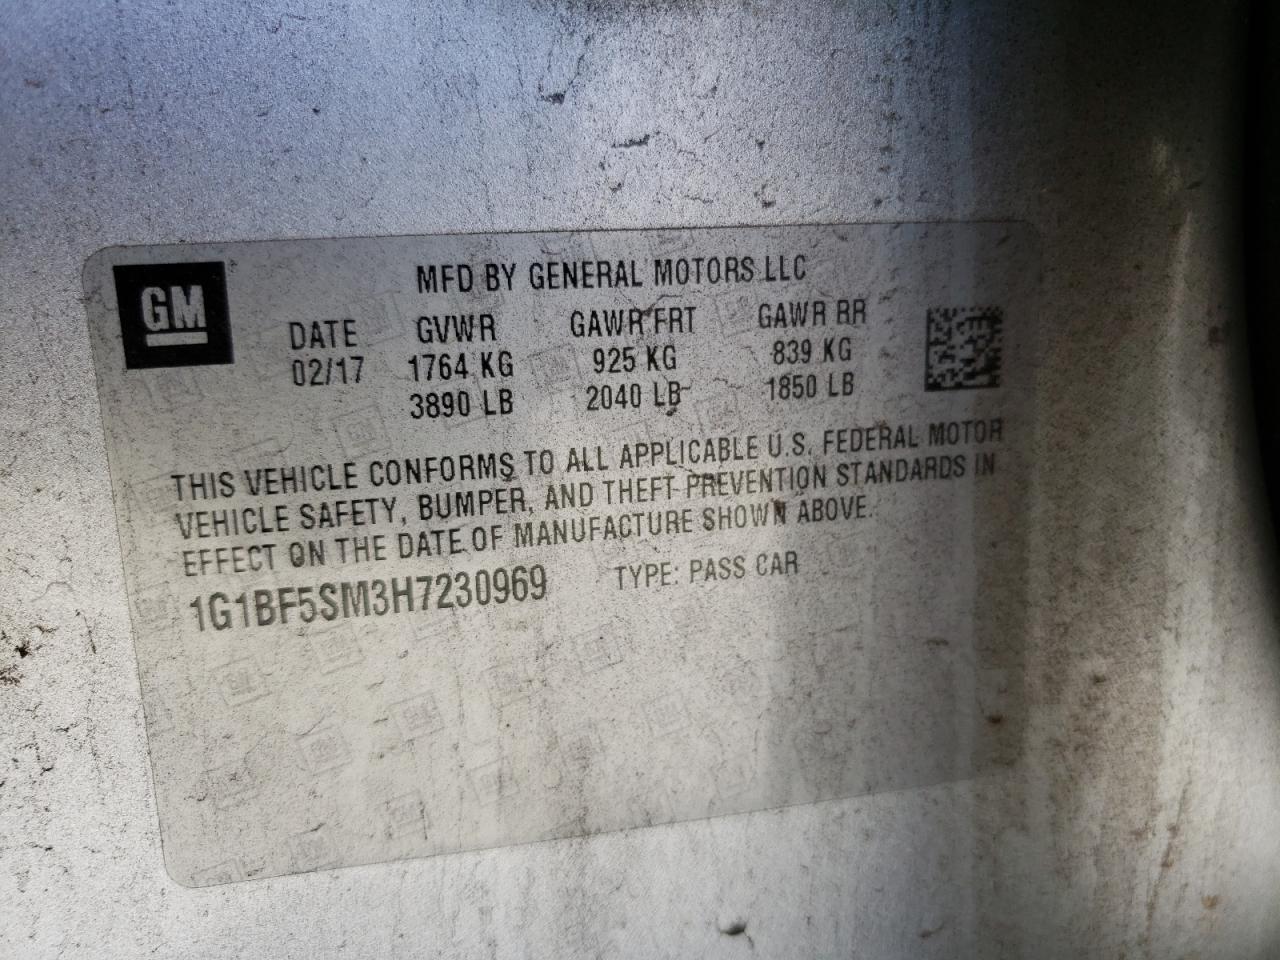 GM
MFD BY GENERAL MOTORS LLC
DATE GVWR GAWR FRT GAWR RR
02/17 1764 KG 925 KG 839 KG
3890 LB 2040 LB 1850 LB
THIS VEHICLE CONFORMS TO ALL APPLICABLE U.S. FEDERAL MOTOR
VEHICLE SAFETY, BUMPER, AND THEFT PREVENTION STANDARDS IN
EFFECT ON THE DATE OF MANUFACTURE SHOWN ABOVE.
1G1BF5SM3H7230969 TYPE: PASS CAR